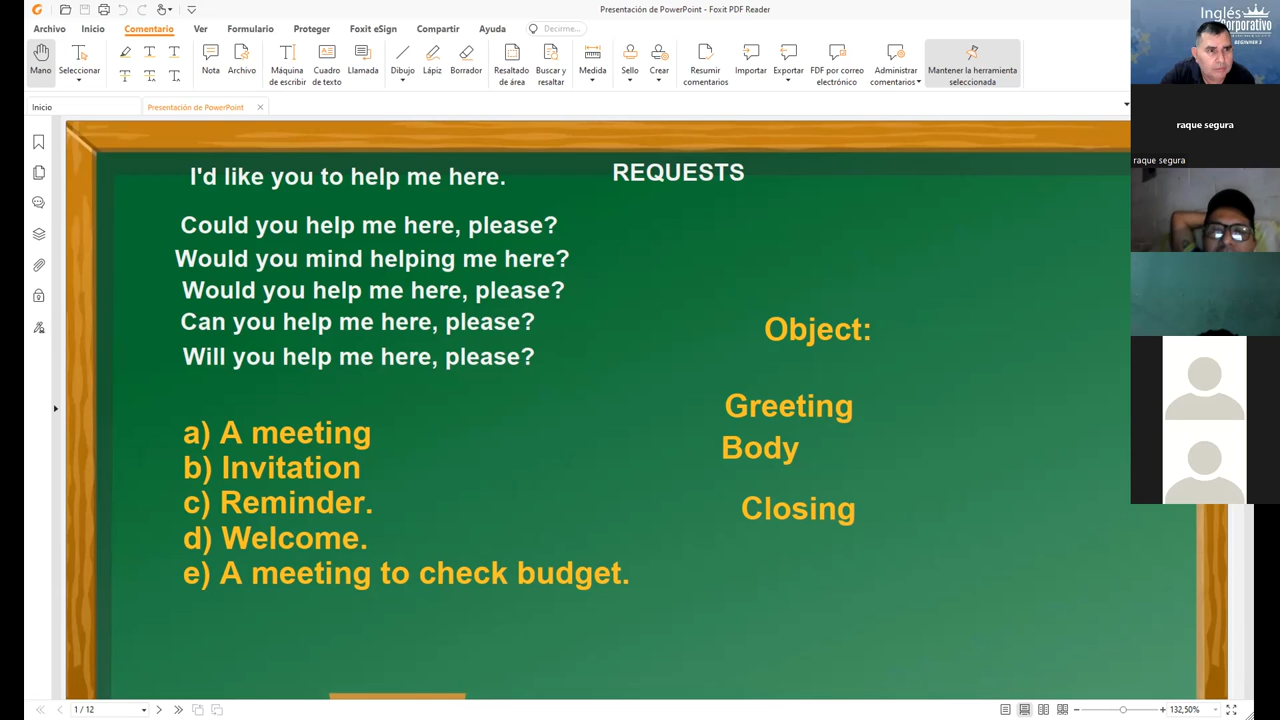 Presentación de PowerPoint - Foxit PDF Reader
Archivo Inicio Comentario Ver Formulario Proteger Foxit eSign Compartir Ayuda Decirme...
Mano
Seleccionar
Nota
Archivo
Máquina de escribir
Cuadro de texto
Llamada
Dibujo
Lápiz
Borrador
Resaltado de área
Buscar y resaltar
Medida
Sello
Crear
Resumir comentarios
Importar
Exportar
PDF por correo electrónico
Administrar comentarios
Mantener la herramienta seleccionada
Inicio
Presentación de PowerPoint
I'd like you to help me here.
REQUESTS
Could you help me here, please?
Would you mind helping me here?
Would you help me here, please?
Can you help me here, please?
Will you help me here, please?
Object:
Greeting
Body
Closing
a) A meeting
b) Invitation
c) Reminder.
d) Welcome.
e) A meeting to check budget.
Inglés
Corporativo
BEGINNER 3
raque segura
raque segura
1 / 12
132,50%